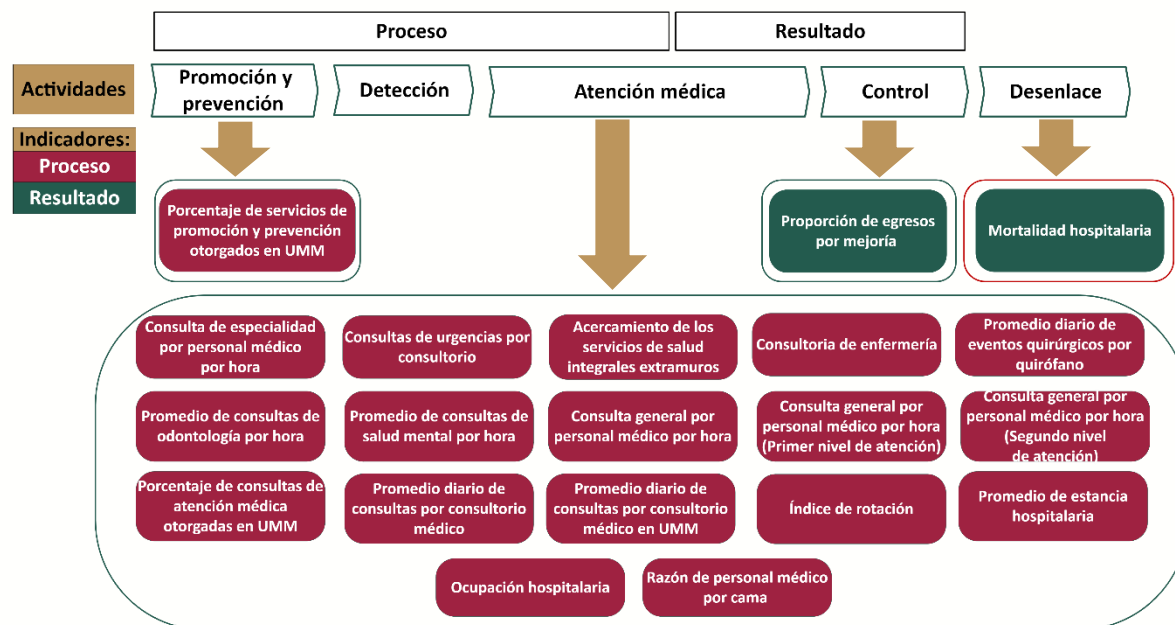 Proceso
Resultado
Actividades
Promoción y
prevención
Detección
Atención médica
Control
Desenlace
Indicadores:
Proceso
Resultado
Porcentaje de servicios de
promoción y prevención
otorgados en UMM
Proporción de egresos
por mejoría
Mortalidad hospitalaria
Consulta de especialidad
por personal médico
por hora
Consultas de urgencias por
consultorio
Acercamiento de los
servicios de salud
integrales extramuros
Consultoria de enfermería
Promedio diario de
eventos quirúrgicos por
quirófano
Promedio de consultas de
odontología por hora
Promedio de consultas de
salud mental por hora
Consulta general por
personal médico por hora
Consulta general por
personal médico por hora
(Primer nivel de atención)
Consulta general por
personal médico por hora
(Segundo nivel
de atención)
Porcentaje de consultas de
atención médica
otorgadas en UMM
Promedio diario de
consultas por consultorio
médico
Promedio diario de
consultas por consultorio
médico en UMM
Índice de rotación
Promedio de estancia
hospitalaria
Ocupación hospitalaria
Razón de personal médico
por cama